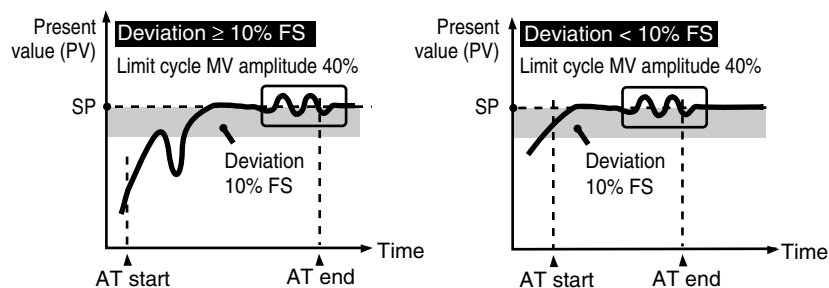 Present
value (PV)
Deviation ≥ 10% FS
Limit cycle MV amplitude 40%
SP
Deviation
10% FS
Time
AT start
AT end
Present
value (PV)
Deviation < 10% FS
Limit cycle MV amplitude 40%
SP
Deviation
10% FS
Time
AT start
AT end